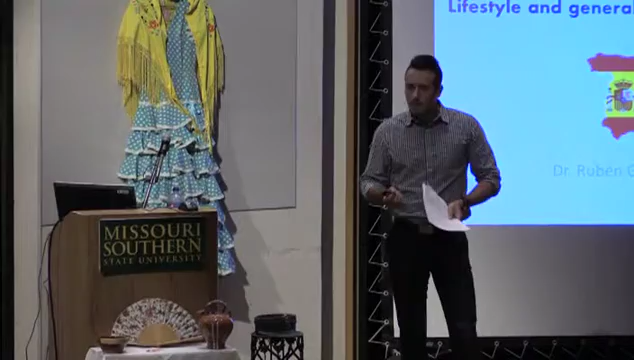 Lifestyle and genera
Dr. Rubén G
MISSOURI
SOUTHERN
STATE UNIVERSITY